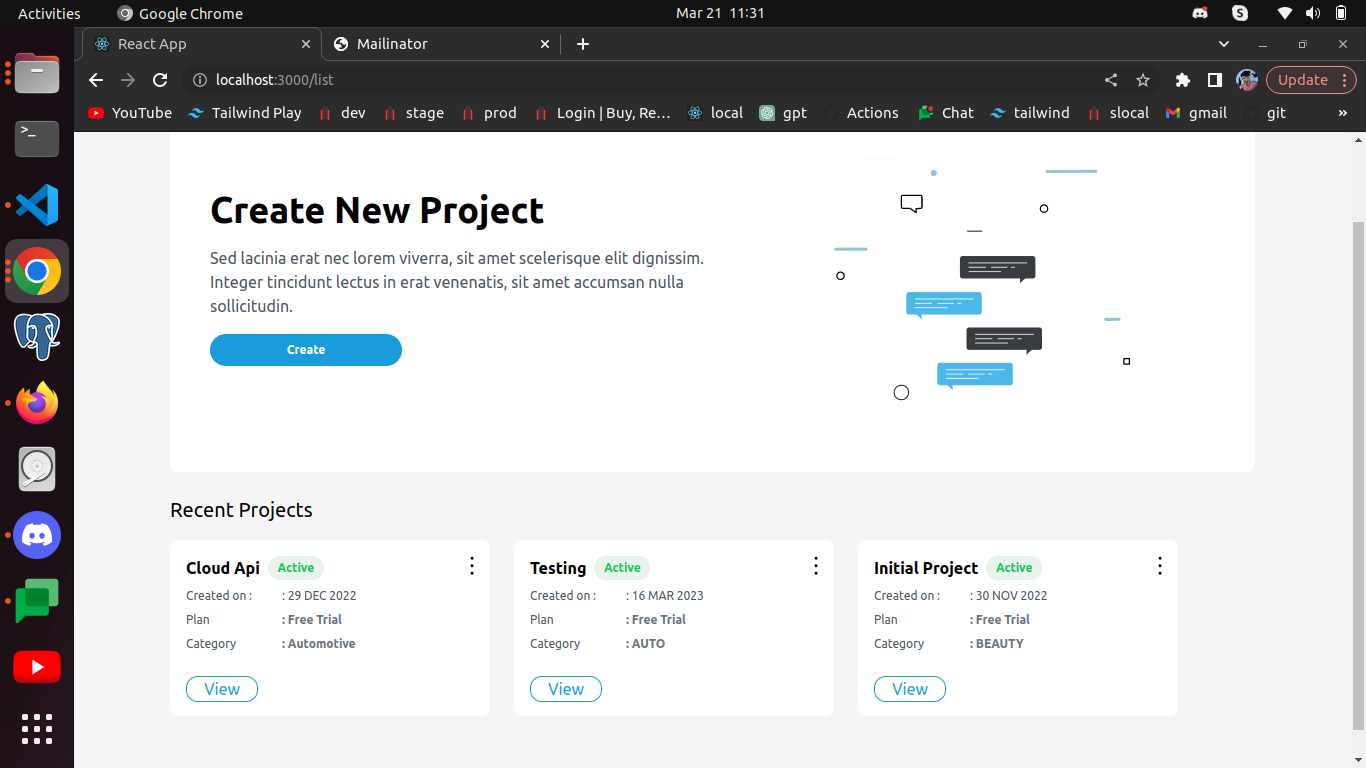 Activities
Google Chrome
Mar 21 11:31
React App
Mailinator
localhost:3000/list
Update
YouTube
Tailwind Play
dev
stage
prod
Login | Buy, Re...
local
gpt
Actions
Chat
tailwind
slocal
gmail
git
»
Create New Project
Sed lacinia erat nec lorem viverra, sit amet scelerisque elit dignissim.
Integer tincidunt lectus in erat venenatis, sit amet accumsan nulla
sollicitudin.
Create
Recent Projects
Cloud Api Active
Created on : : 29 DEC 2022
Plan : Free Trial
Category : Automotive
View
Testing Active
Created on : : 16 MAR 2023
Plan : Free Trial
Category : AUTO
View
Initial Project Active
Created on : : 30 NOV 2022
Plan : Free Trial
Category : BEAUTY
View